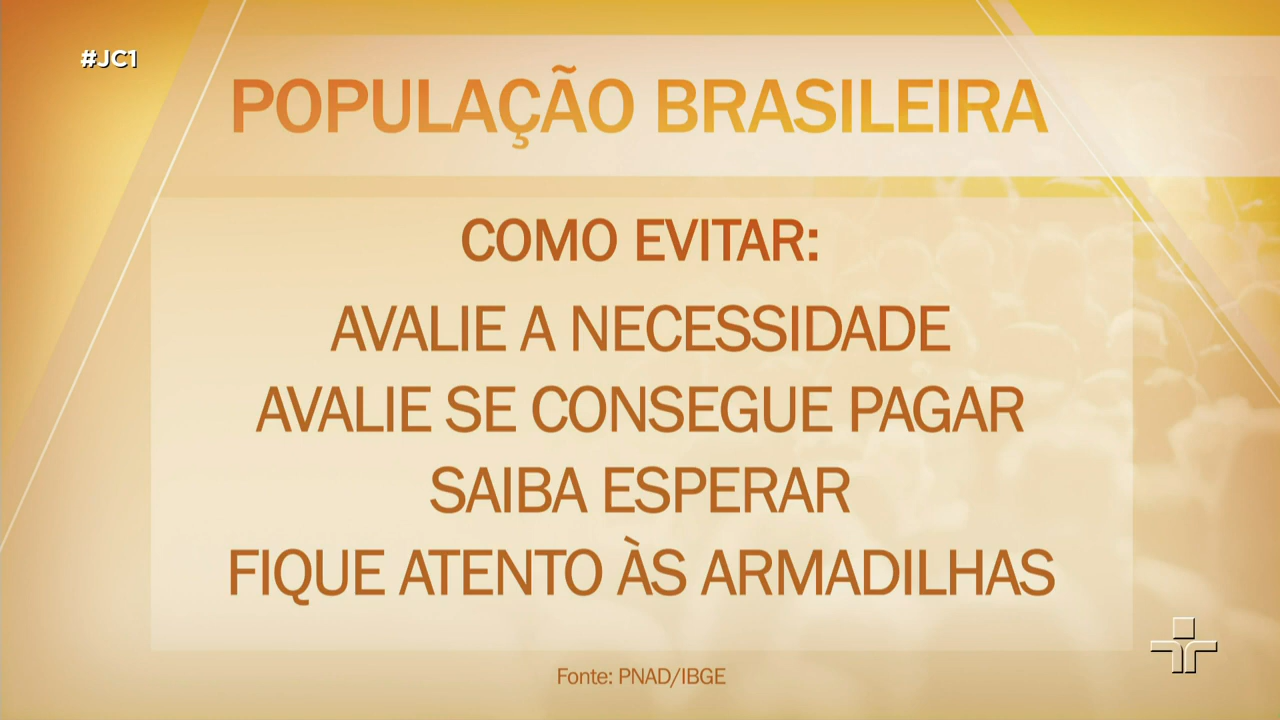 #JC1
POPULAÇÃO BRASILEIRA
COMO EVITAR:
AVALIE A NECESSIDADE
AVALIE SE CONSEGUE PAGAR
SAIBA ESPERAR
FIQUE ATENTO ÀS ARMADILHAS
Fonte: PNAD/IBGE